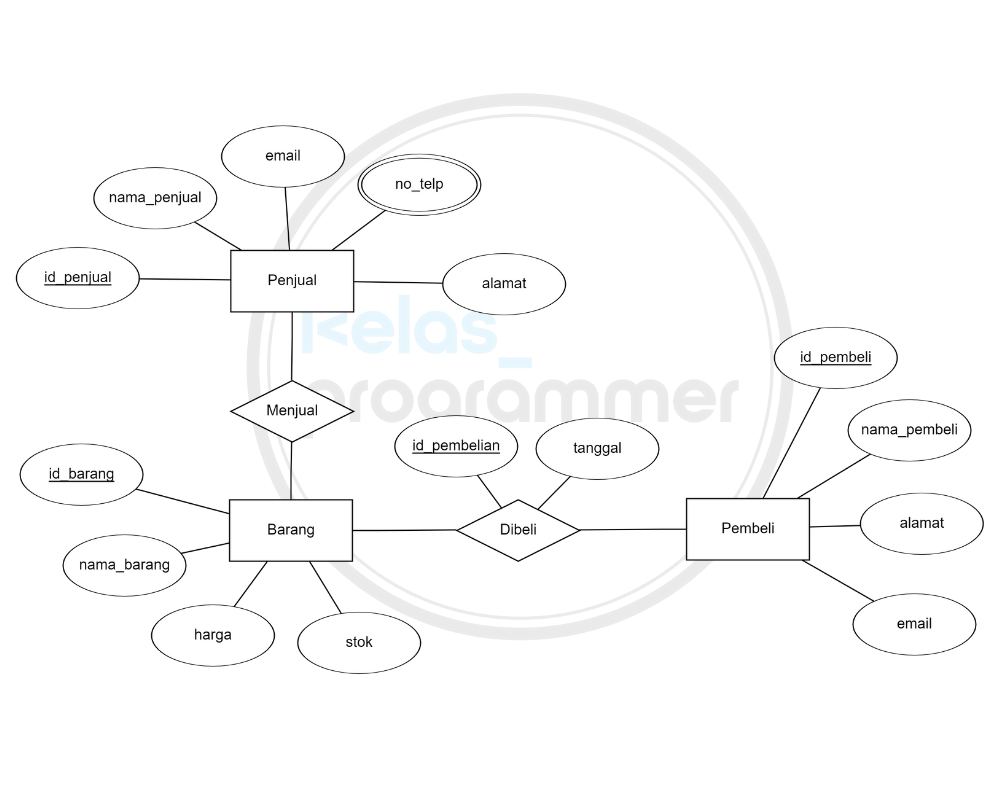 email
no_telp
nama_penjual
id_penjual
Penjual
alamat
kelas_
programmer
Menjual
id_pembeli
nama_pembeli
id_pembelian
tanggal
id_barang
Barang
Dibeli
Pembeli
alamat
nama_barang
harga
stok
email